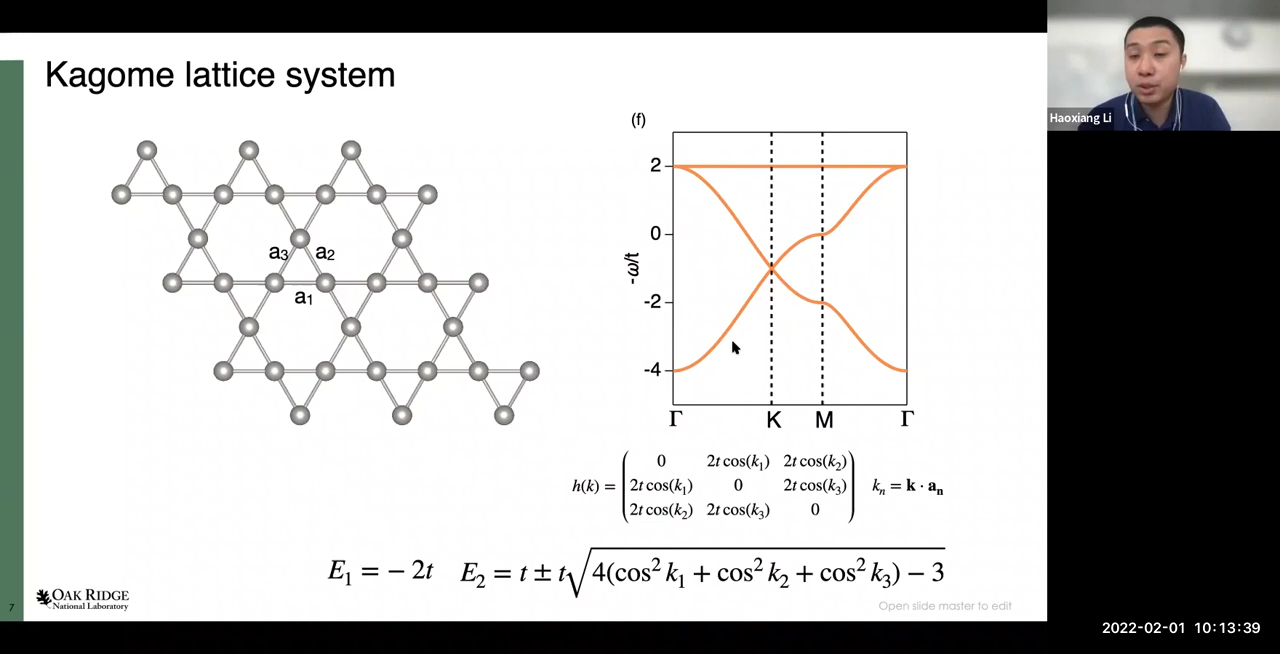 Kagome lattice system
Haoxiang Li
(f)
a₃ a₂
a₁
2
0
-2
-4
-ω/t
Γ K M Γ
h(k) = ( 0 2t cos(k₁) 2t cos(k₂)
2t cos(k₁) 0 2t cos(k₃)
2t cos(k₂) 2t cos(k₃) 0 ) kₙ = k · aₙ
E₁ = − 2t E₂ = t ± t√4(cos² k₁ + cos² k₂ + cos² k₃) − 3
OAK RIDGE
National Laboratory
7
Open slide master to edit
2022-02-01 10:13:39